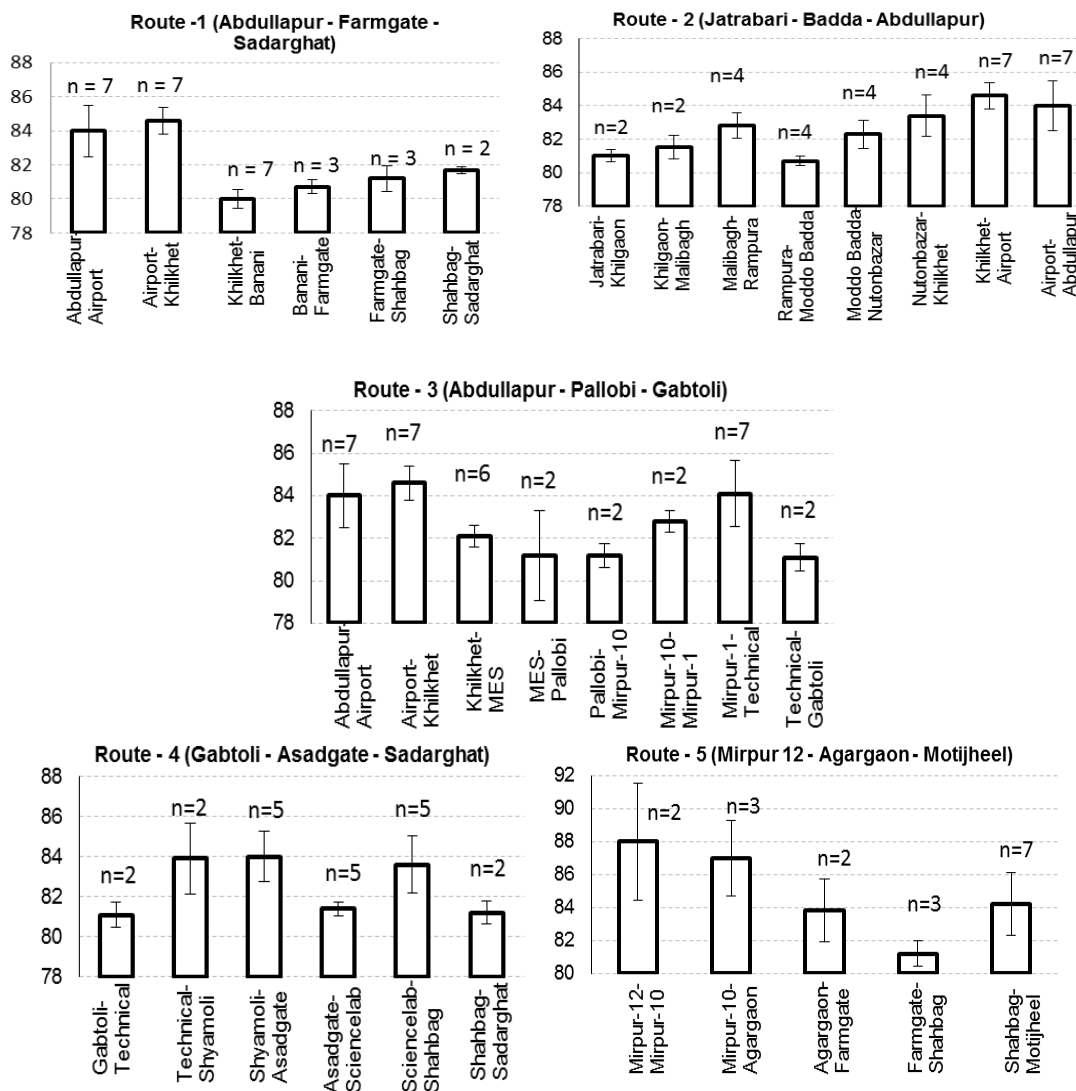 Route -1 (Abdullapur - Farmgate -
Sadarghat)
88
86
84
82
80
78
n = 7
n = 7
n = 7
n = 3
n = 3
n = 2
Abdullapur-
Airport
Airport-
Khilkhet
Khilkhet-
Banani
Banani-
Farmgate
Farmgate-
Shahbag
Shahbag-
Sadarghat
Route - 2 (Jatrabari - Badda - Abdullapur)
88
86
84
82
80
78
n=2
n=2
n=4
n=4
n=4
n=4
n=7
n=7
Jatrabari-
Khilgaon
Khilgaon-
Malibagh
Malibagh-
Rampura
Rampura-
Moddo Badda
Moddo Badda-
Nutonbazar
Nutonbazar-
Khilkhet
Khilkhet-
Airport
Airport-
Abdullapur
Route - 3 (Abdullapur - Pallobi - Gabtoli)
88
86
84
82
80
78
n=7
n=7
n=6
n=2
n=2
n=2
n=7
n=2
Abdullapur-
Airport
Airport-
Khilkhet
Khilkhet-
MES
MES-
Pallobi
Pallobi-
Mirpur-10
Mirpur-10-
Mirpur-1
Mirpur-1-
Technical
Technical-
Gabtoli
Route - 4 (Gabtoli - Asadgate - Sadarghat)
88
86
84
82
80
78
n=2
n=2
n=5
n=5
n=5
n=2
Gabtoli-
Technical
Technical-
Shyamoli
Shyamoli-
Asadgate
Asadgate-
Sciencelab
Sciencelab-
Shahbag
Shahbag-
Sadarghat
Route - 5 (Mirpur 12 - Agargaon - Motijheel)
92
90
88
86
84
82
80
n=2
n=3
n=2
n=3
n=7
Mirpur-12-
Mirpur-10
Mirpur-10-
Agargaon
Agargaon-
Farmgate
Farmgate-
Shahbag
Shahbag-
Motijheel